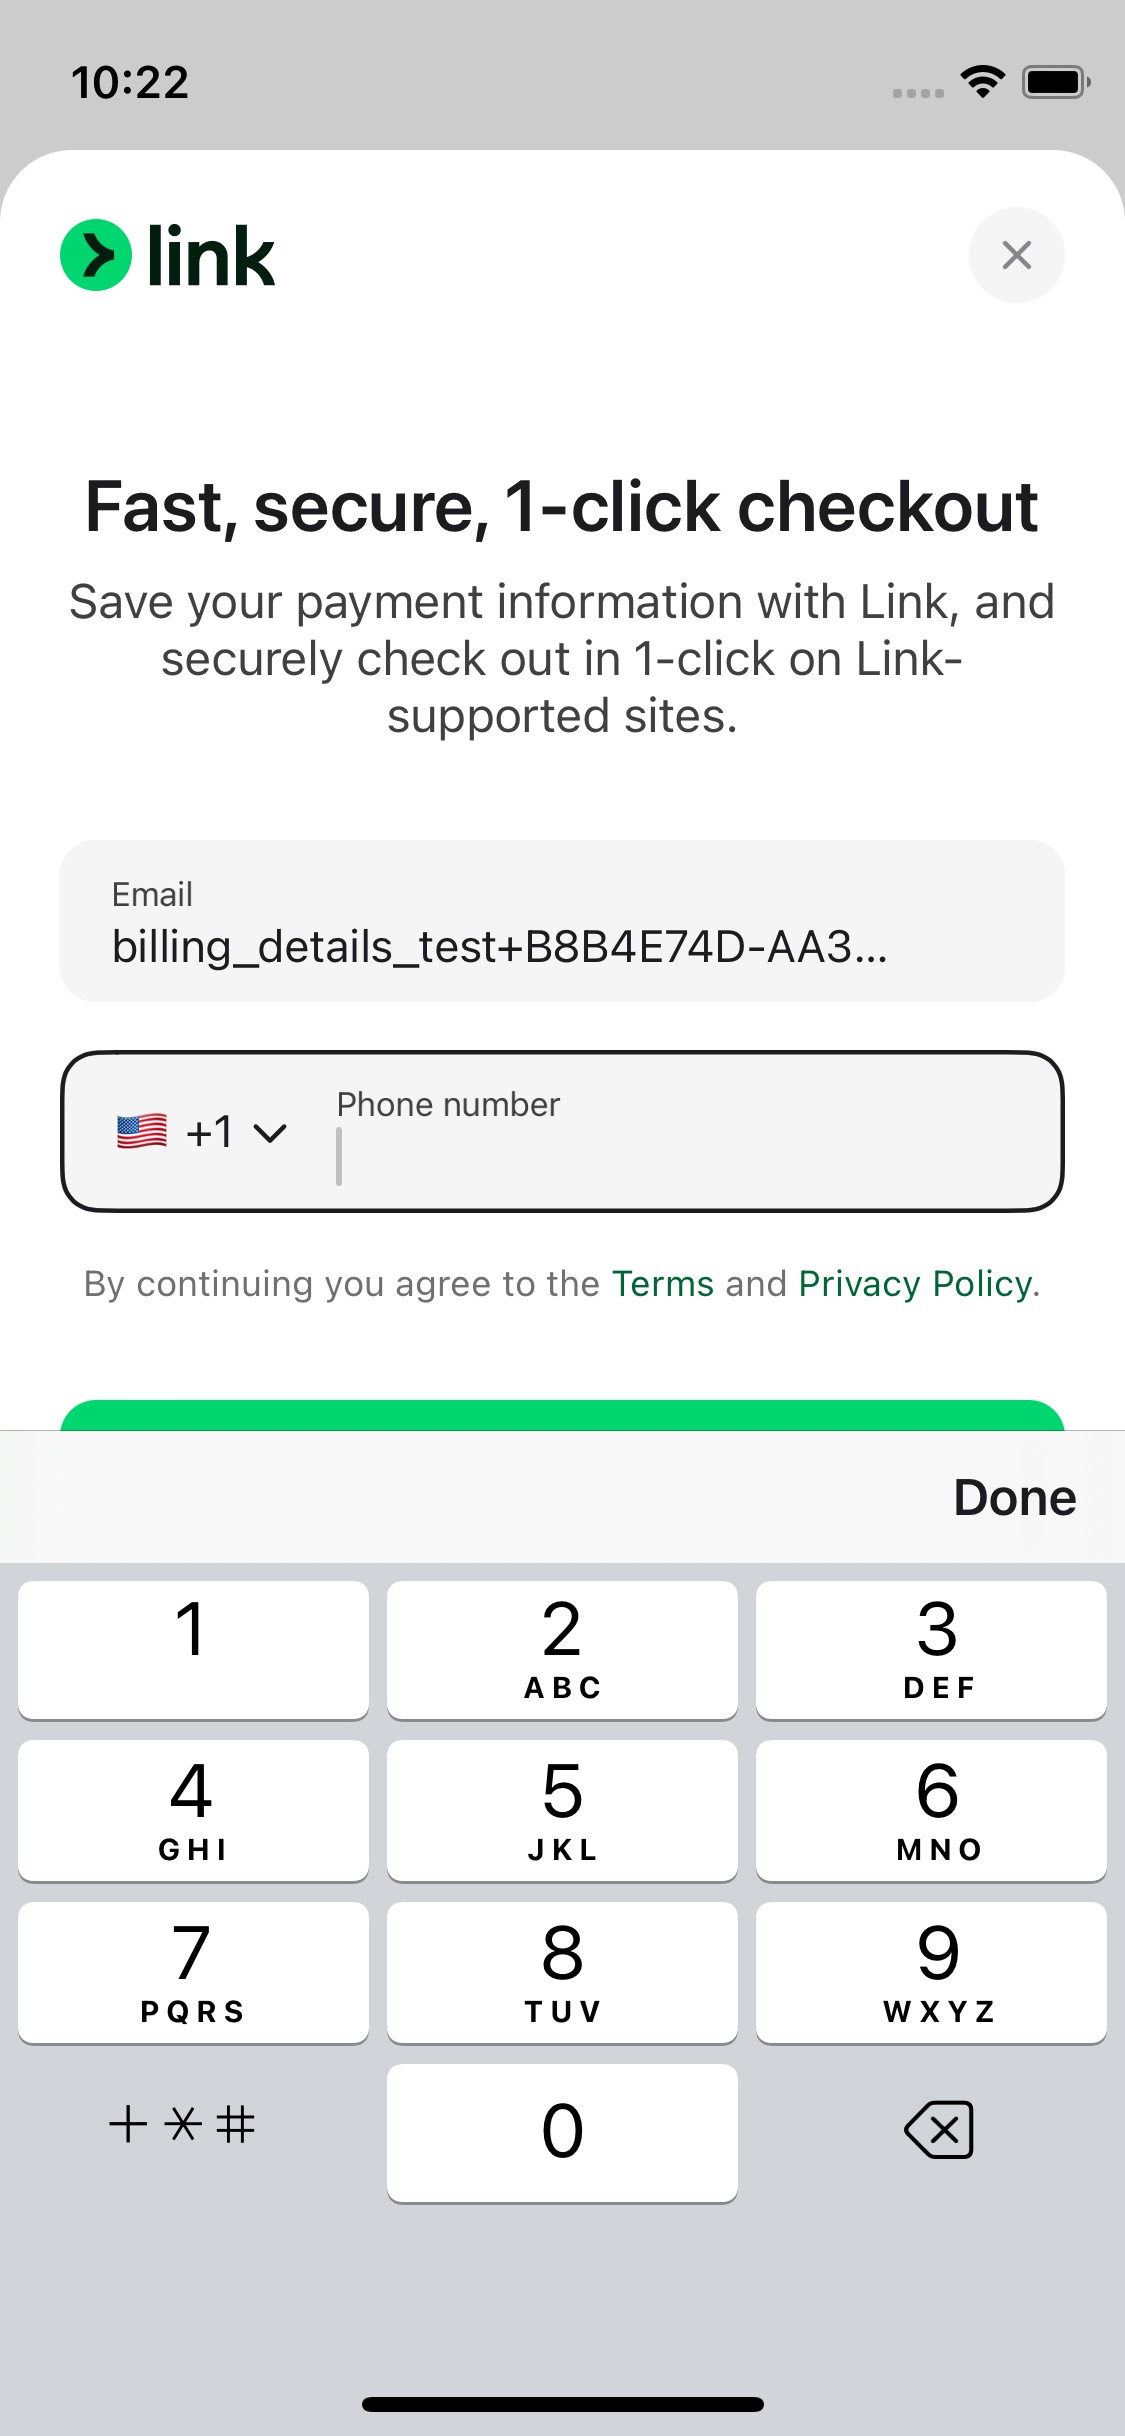 10:22
link
Fast, secure, 1-click checkout
Save your payment information with Link, and
securely check out in 1-click on Link-
supported sites.
Email
billing_details_test+B8B4E74D-AA3...
Phone number
+1
By continuing you agree to the Terms and Privacy Policy.
Done
1 2 3
ABC DEF
4 5 6
GHI JKL MNO
7 8 9
PQRS TUV WXYZ
+*# 0